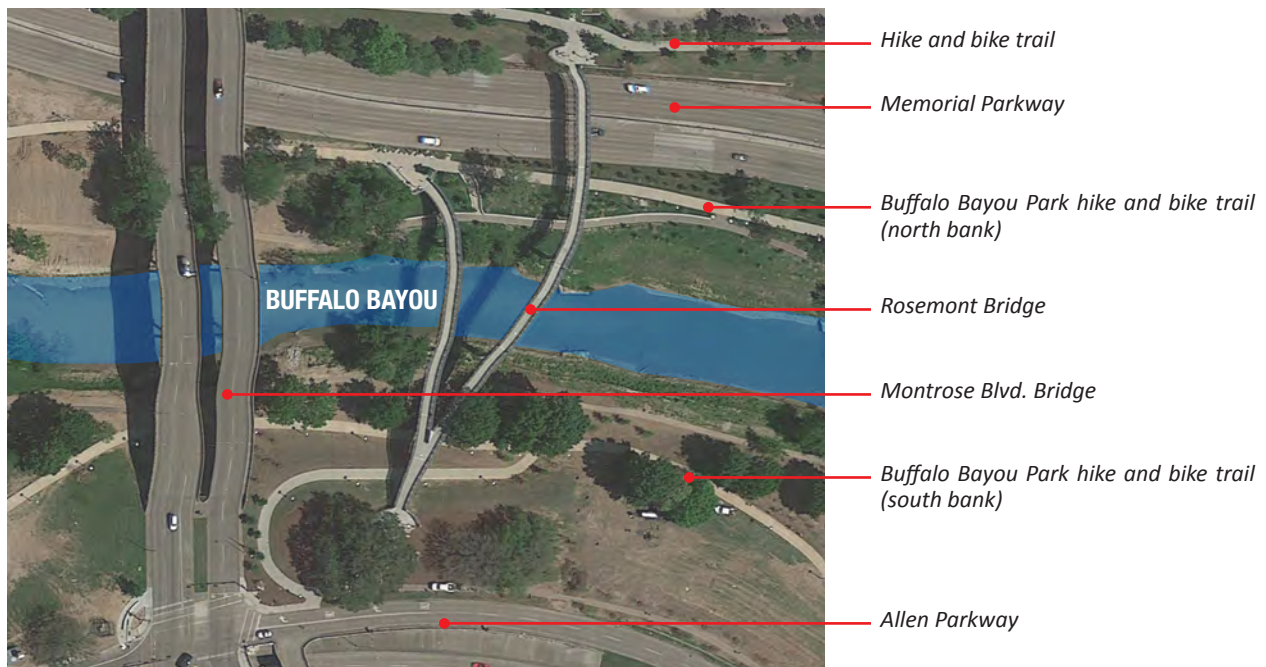 Hike and bike trail
Memorial Parkway
Buffalo Bayou Park hike and bike trail
(north bank)
BUFFALO BAYOU
Rosemont Bridge
Montrose Blvd. Bridge
Buffalo Bayou Park hike and bike trail
(south bank)
Allen Parkway